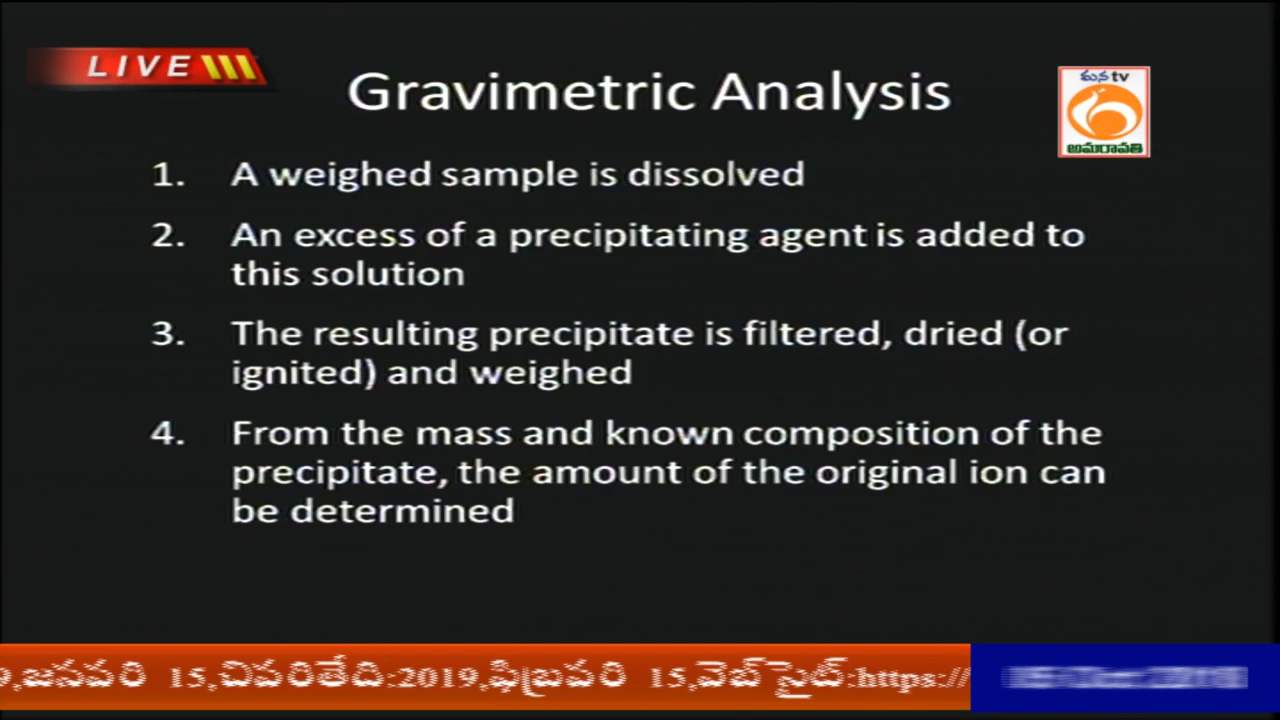 LIVE
Gravimetric Analysis
మన tv
అమరావతి
1. A weighed sample is dissolved
2. An excess of a precipitating agent is added to
this solution
3. The resulting precipitate is filtered, dried (or
ignited) and weighed
4. From the mass and known composition of the
precipitate, the amount of the original ion can
be determined
9,జనవరి 15,చివరితేది:2019,ఫిబ్రవరి 15,వెబ్ సైట్:https://